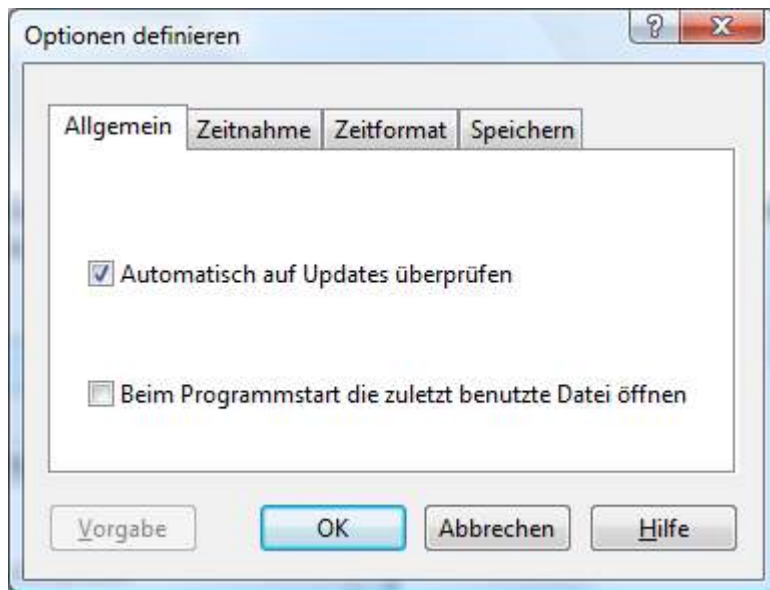 Optionen definieren
Allgemein Zeitnahme Zeitformat Speichern
Automatisch auf Updates überprüfen
Beim Programmstart die zuletzt benutzte Datei öffnen
Vorgabe OK Abbrechen Hilfe